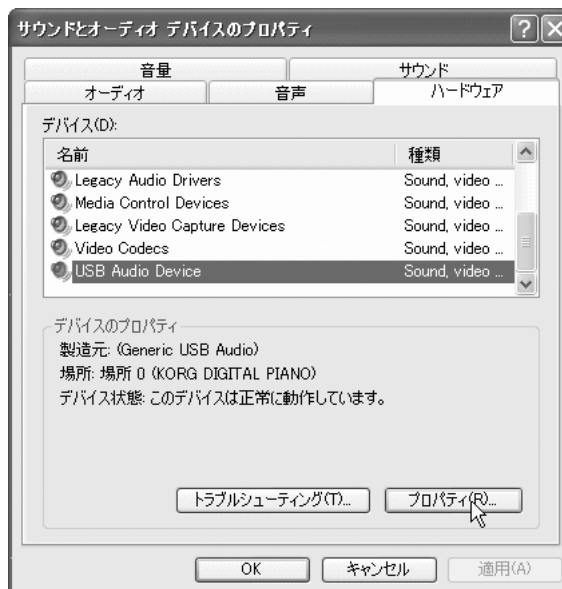 サウンドとオーディオ デバイスのプロパティ
音量 サウンド
オーディオ 音声 ハードウェア
デバイス(D):
名前 種類
Legacy Audio Drivers Sound, video ...
Media Control Devices Sound, video ...
Legacy Video Capture Devices Sound, video ...
Video Codecs Sound, video ...
USB Audio Device Sound, video ...
デバイスのプロパティ
製造元: (Generic USB Audio)
場所: 場所 0 (KORG DIGITAL PIANO)
デバイス状態: このデバイスは正常に動作しています。
トラブルシューティング(T)... プロパティ(R)...
OK キャンセル 適用(A)